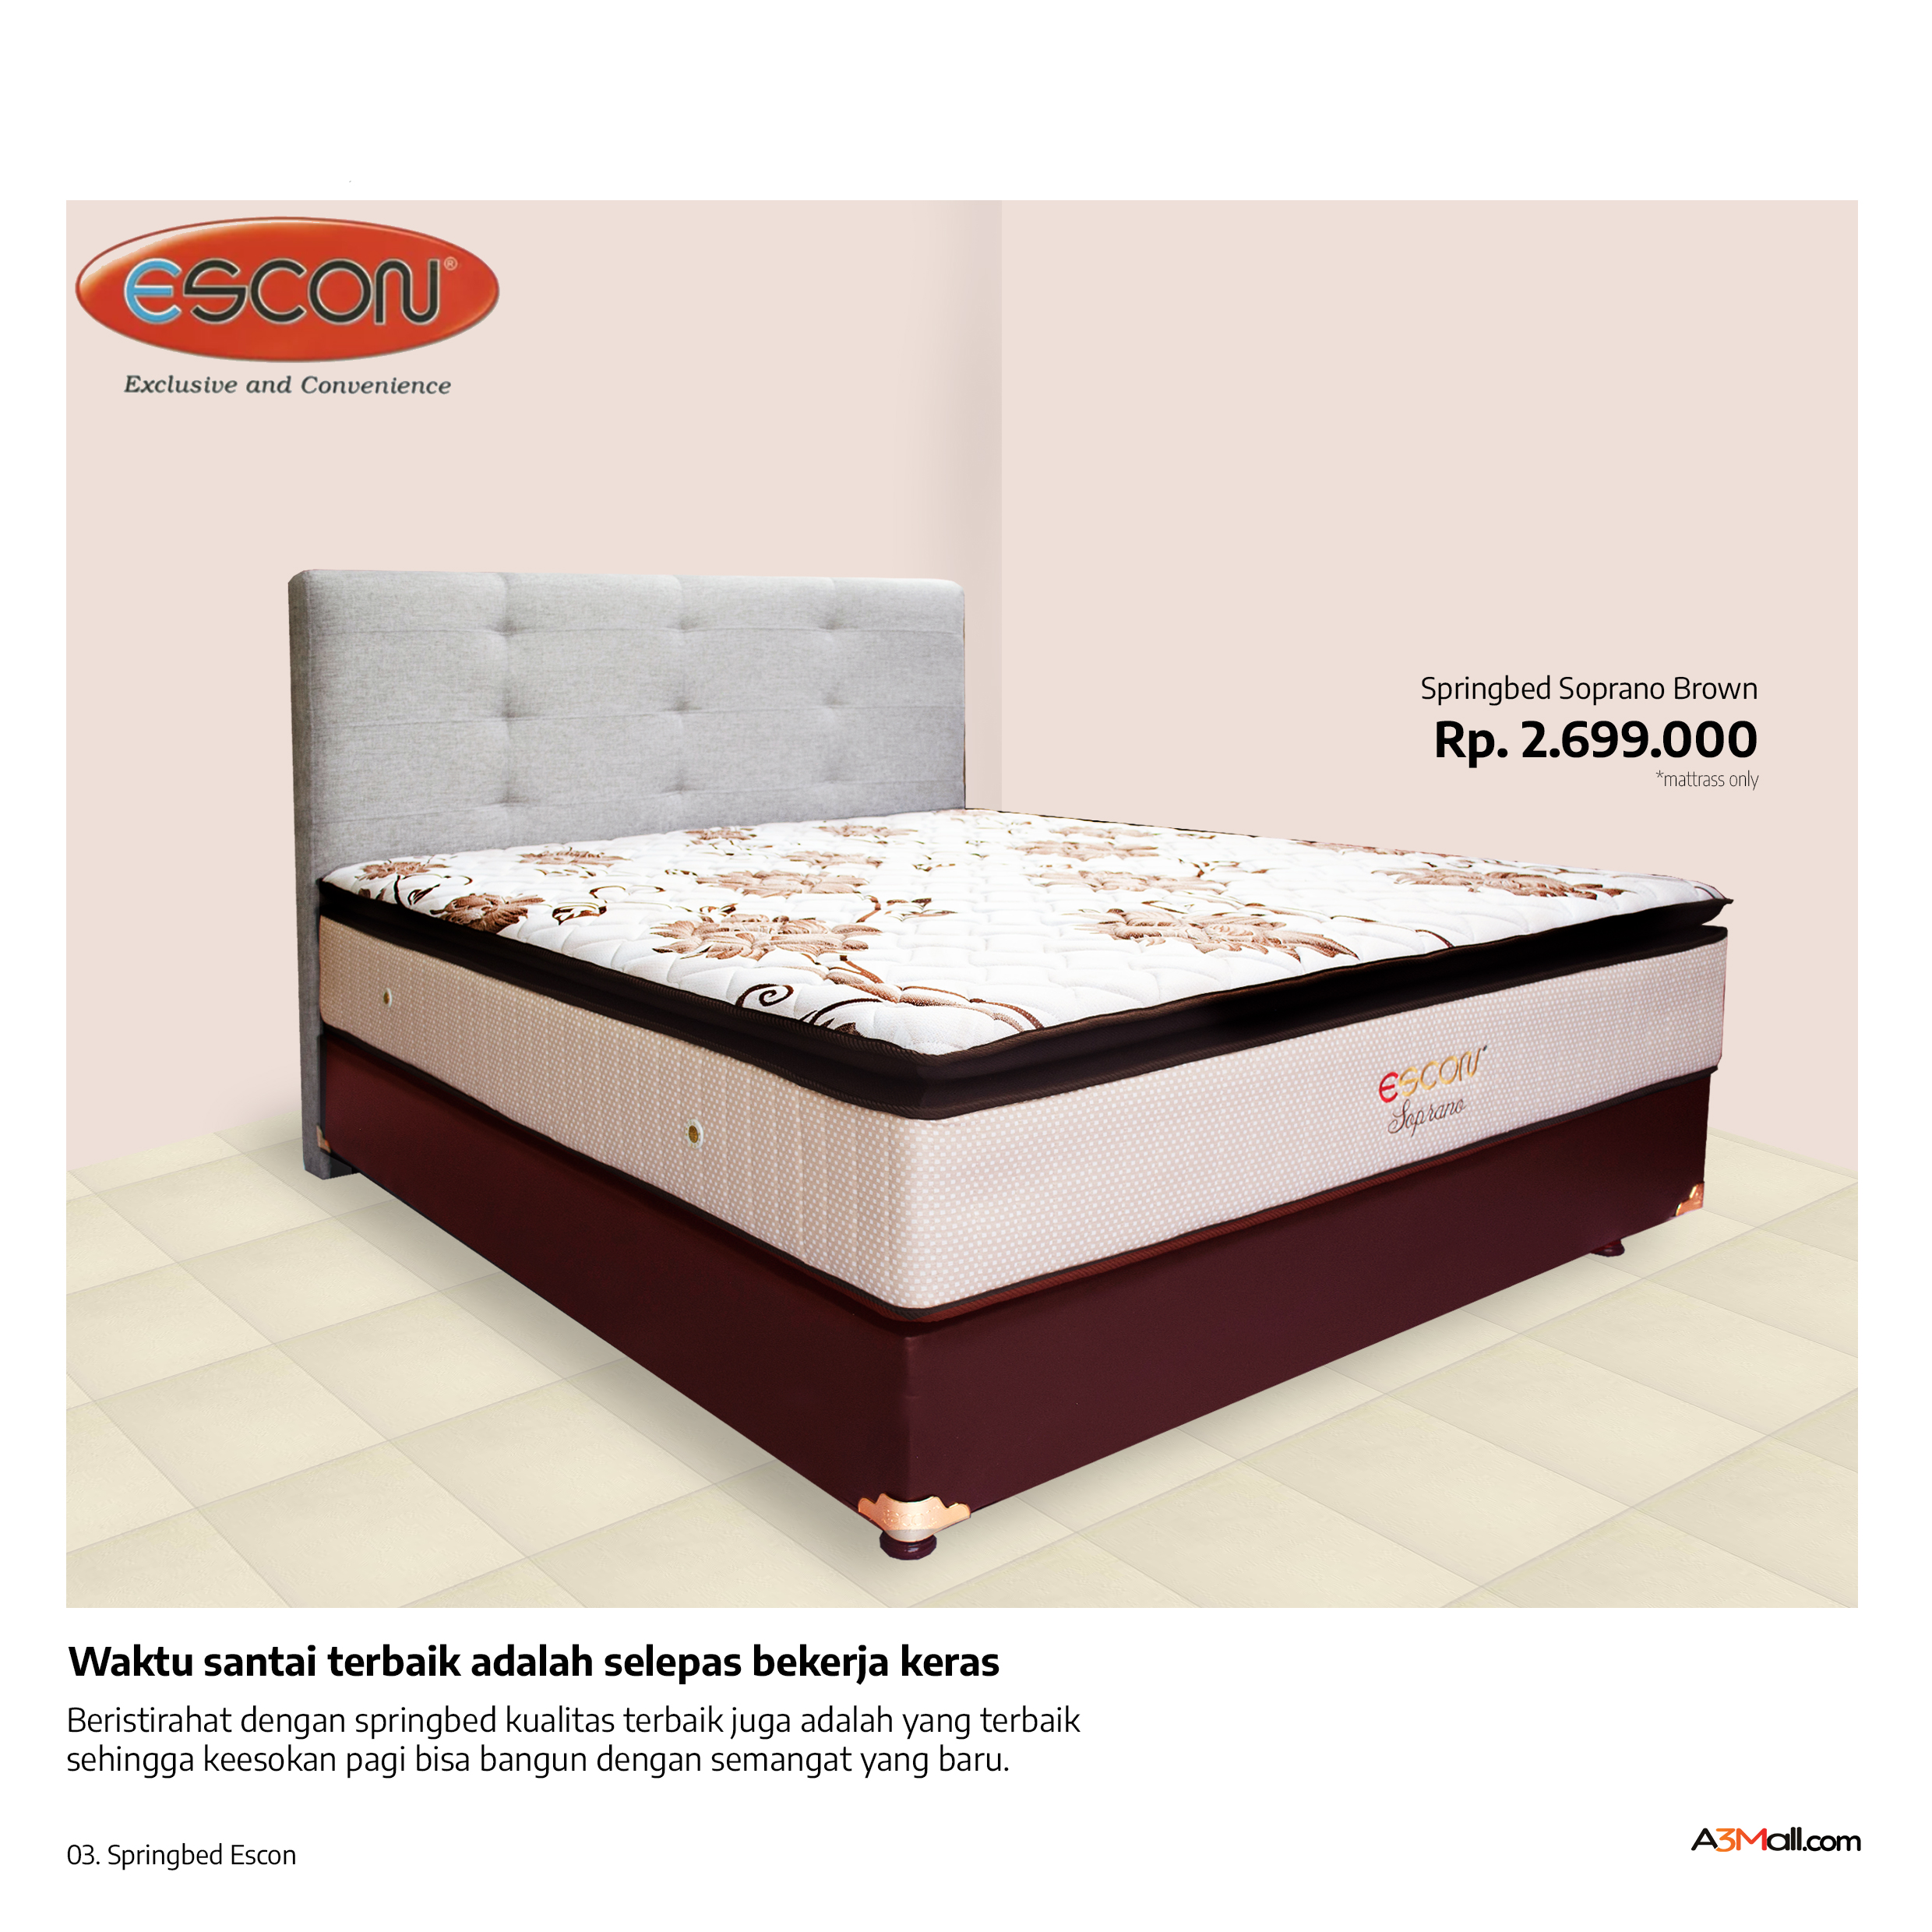 ESCON®
Exclusive and Convenience
Springbed Soprano Brown
Rp. 2.699.000
*mattrass only
ESCON®
Soprano
Waktu santai terbaik adalah selepas bekerja keras
Beristirahat dengan springbed kualitas terbaik juga adalah yang terbaik
sehingga keesokan pagi bisa bangun dengan semangat yang baru.
03. Springbed Escon
A3Mall.com